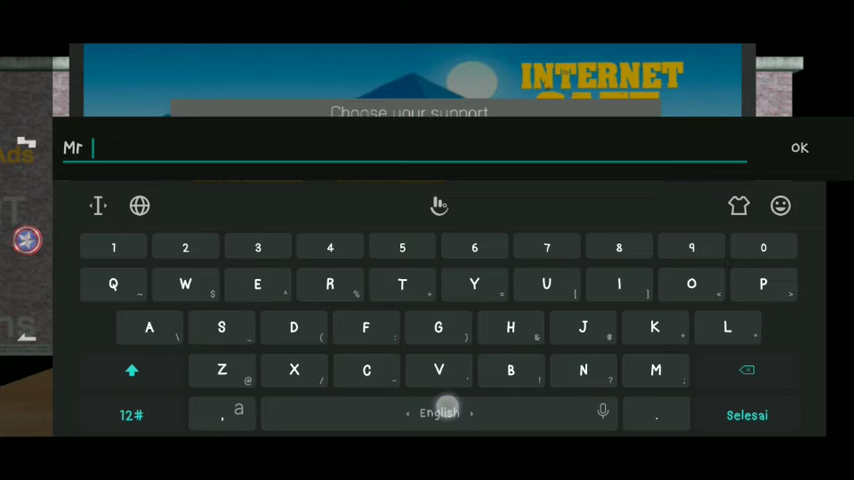 INTERNET
Choose your support
Ads
Mr
OK
1 2 3 4 5 6 7 8 9 0
Q ~ W $ E ^ R % T + Y = U [ I ] O < P >
A \ S _ D ( F : G ) H & J # K * L "
Z @ X / C - V ' B ! N ? M ;
12# , a ‹ English › . Selesai